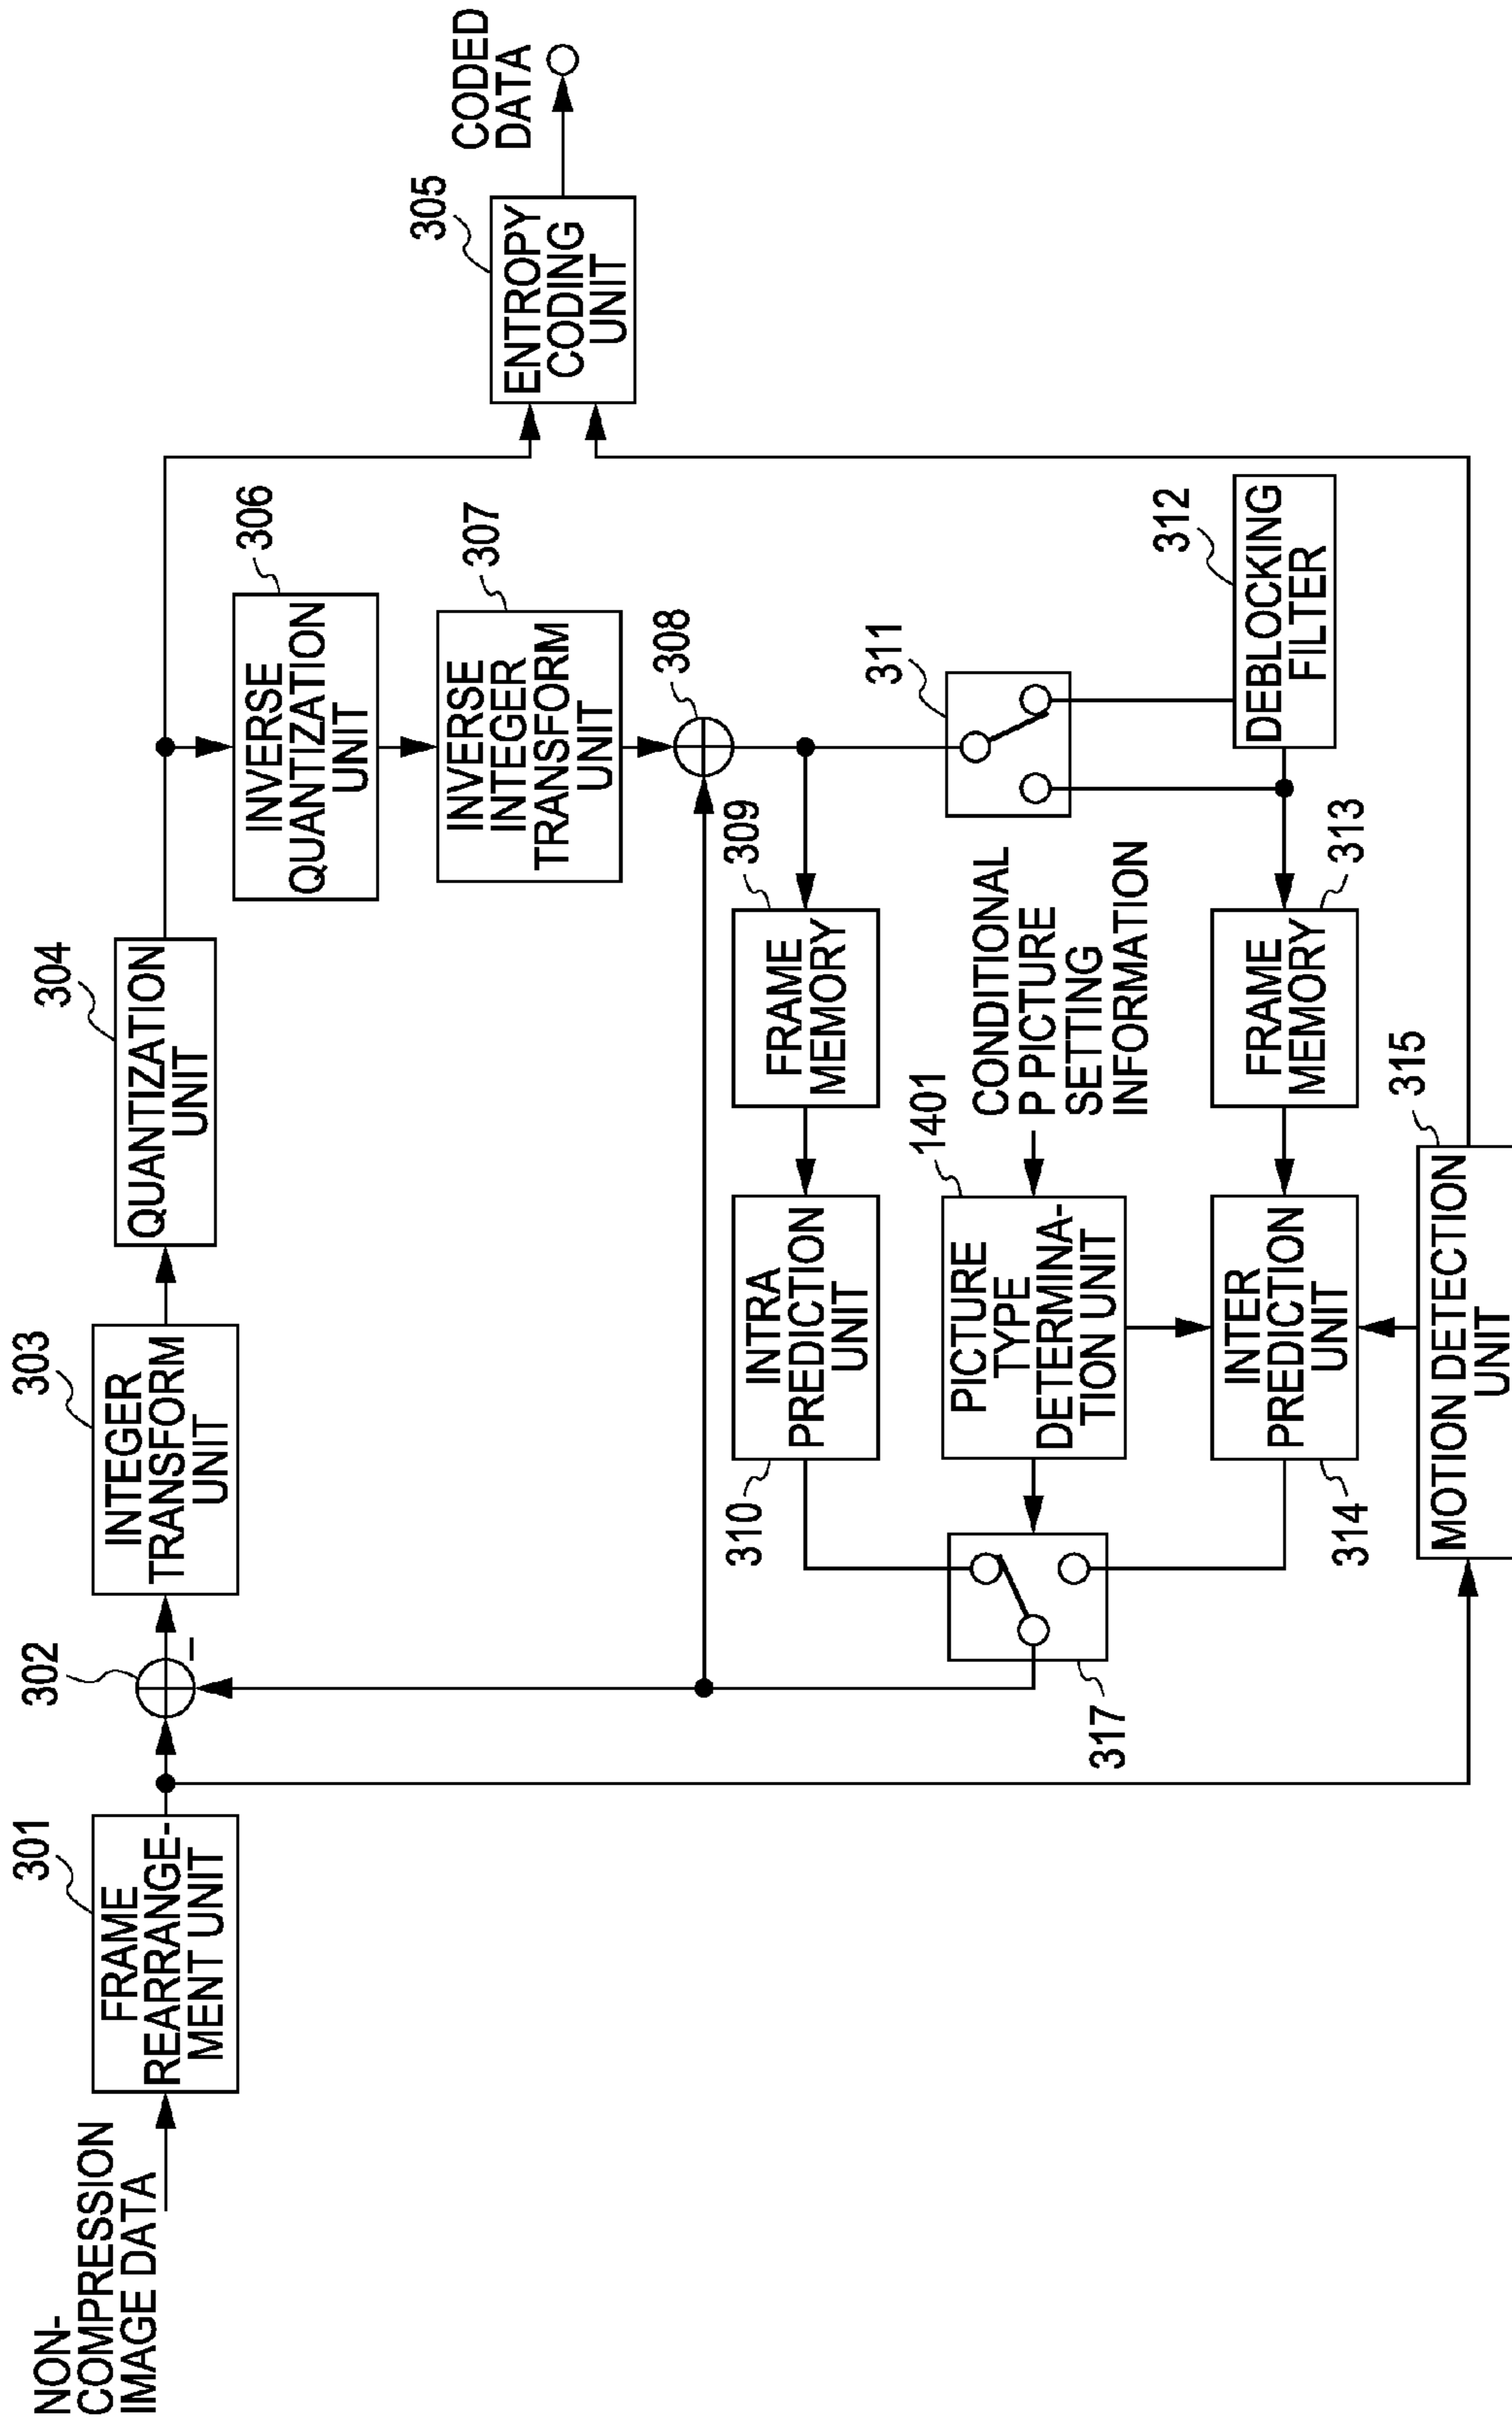 NON-
COMPRESSION
IMAGE DATA
301
FRAME
REARRANGE-
MENT UNIT
302
−
303
INTEGER
TRANSFORM
UNIT
304
QUANTIZATION
UNIT
305
ENTROPY
CODING
UNIT
CODED
DATA
306
INVERSE
QUANTIZATION
UNIT
307
INVERSE
INTEGER
TRANSFORM
UNIT
308
309
FRAME
MEMORY
310
INTRA
PREDICTION
UNIT
311
312
DEBLOCKING
FILTER
CONDITIONAL
P PICTURE
SETTING
INFORMATION
1401
PICTURE
TYPE
DETERMINA-
TION UNIT
317
313
FRAME
MEMORY
314
INTER
PREDICTION
UNIT
315
MOTION DETECTION
UNIT